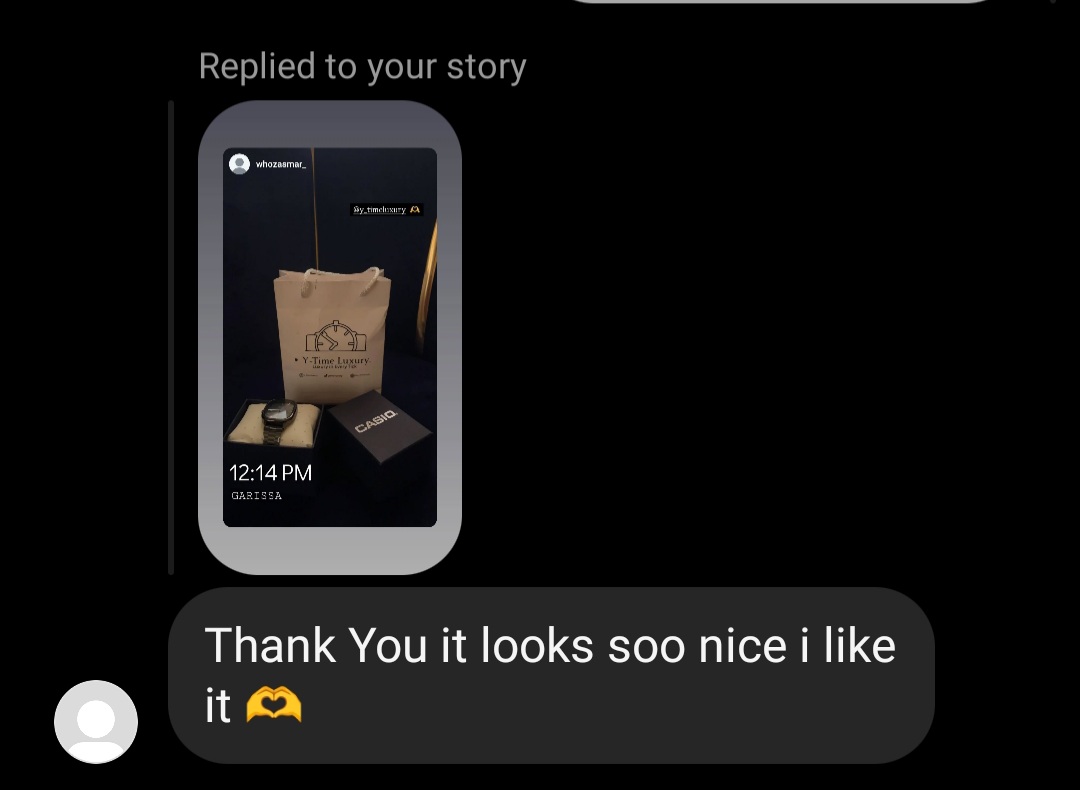 Replied to your story
whozasmar_
@y_timeluxury 🫶
Y-Time Luxury
CASIO
12:14 PM
GARISSA
Thank You it looks soo nice i like
it 🫶